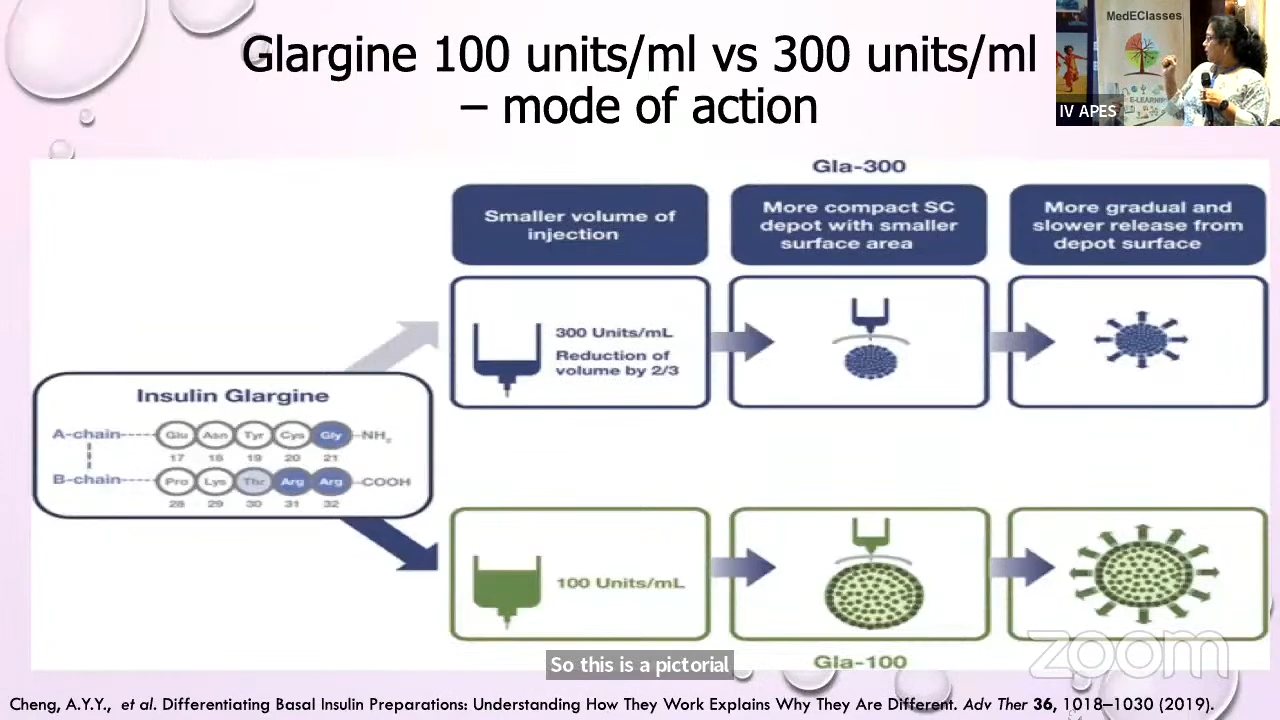 Glargine 100 units/ml vs 300 units/ml
– mode of action
MedEClasses
E-LEARNING
IV APES
Gla-300
Smaller volume of
injection
More compact SC
depot with smaller
surface area
More gradual and
slower release from
depot surface
300 Units/mL
Reduction of
volume by 2/3
Insulin Glargine
A-chain Glu Asn Tyr Cys Gly NH2
17 18 19 20 21
B-chain Pro Lys Thr Arg Arg COOH
28 29 30 31 32
100 Units/mL
Gla-100
So this is a pictorial
zoom
Cheng, A.Y.Y., et al. Differentiating Basal Insulin Preparations: Understanding How They Work Explains Why They Are Different. Adv Ther 36, 1018–1030 (2019).